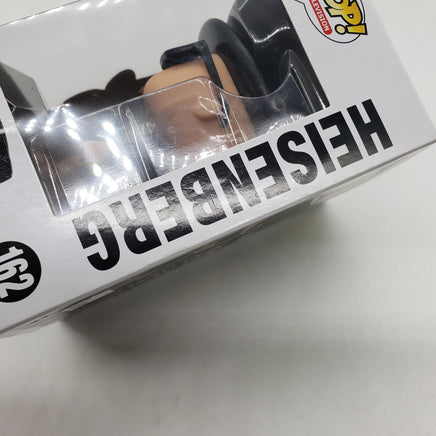 POP!
TELEVISION
HEISENBERG
162